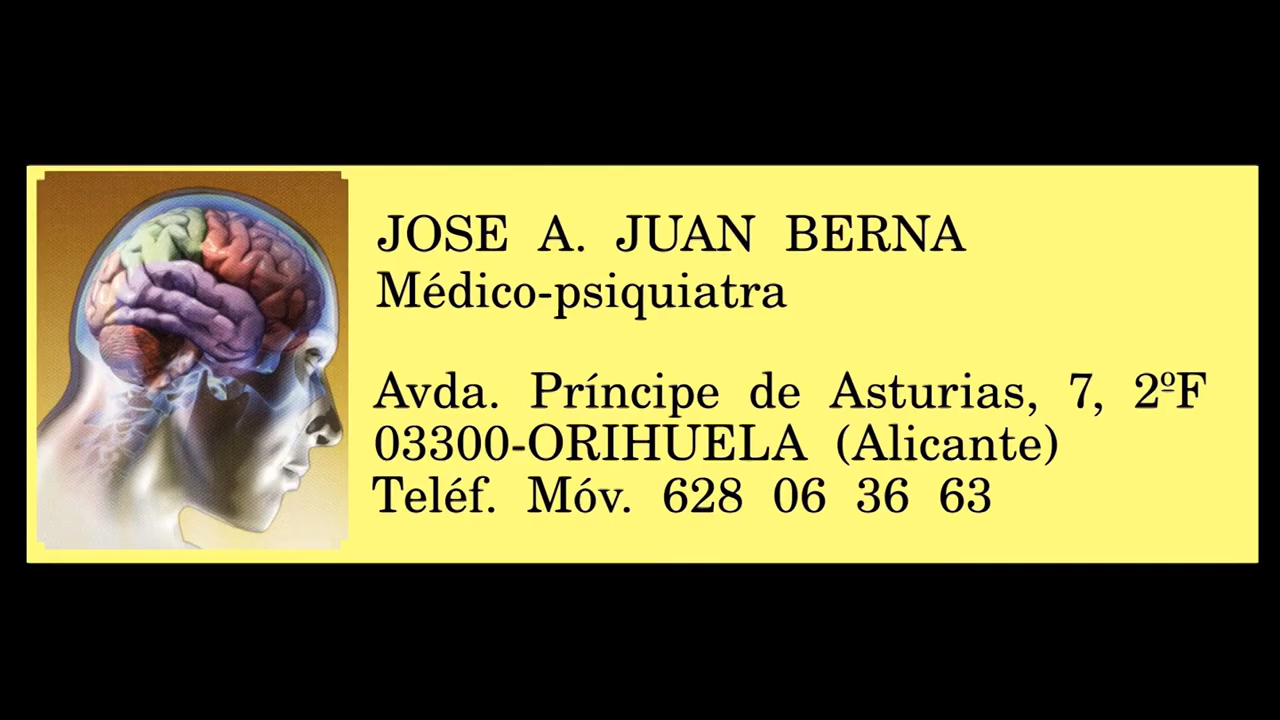 JOSE A. JUAN BERNA
Médico-psiquiatra
Avda. Príncipe de Asturias, 7, 2ºF
03300-ORIHUELA (Alicante)
Teléf. Móv. 628 06 36 63